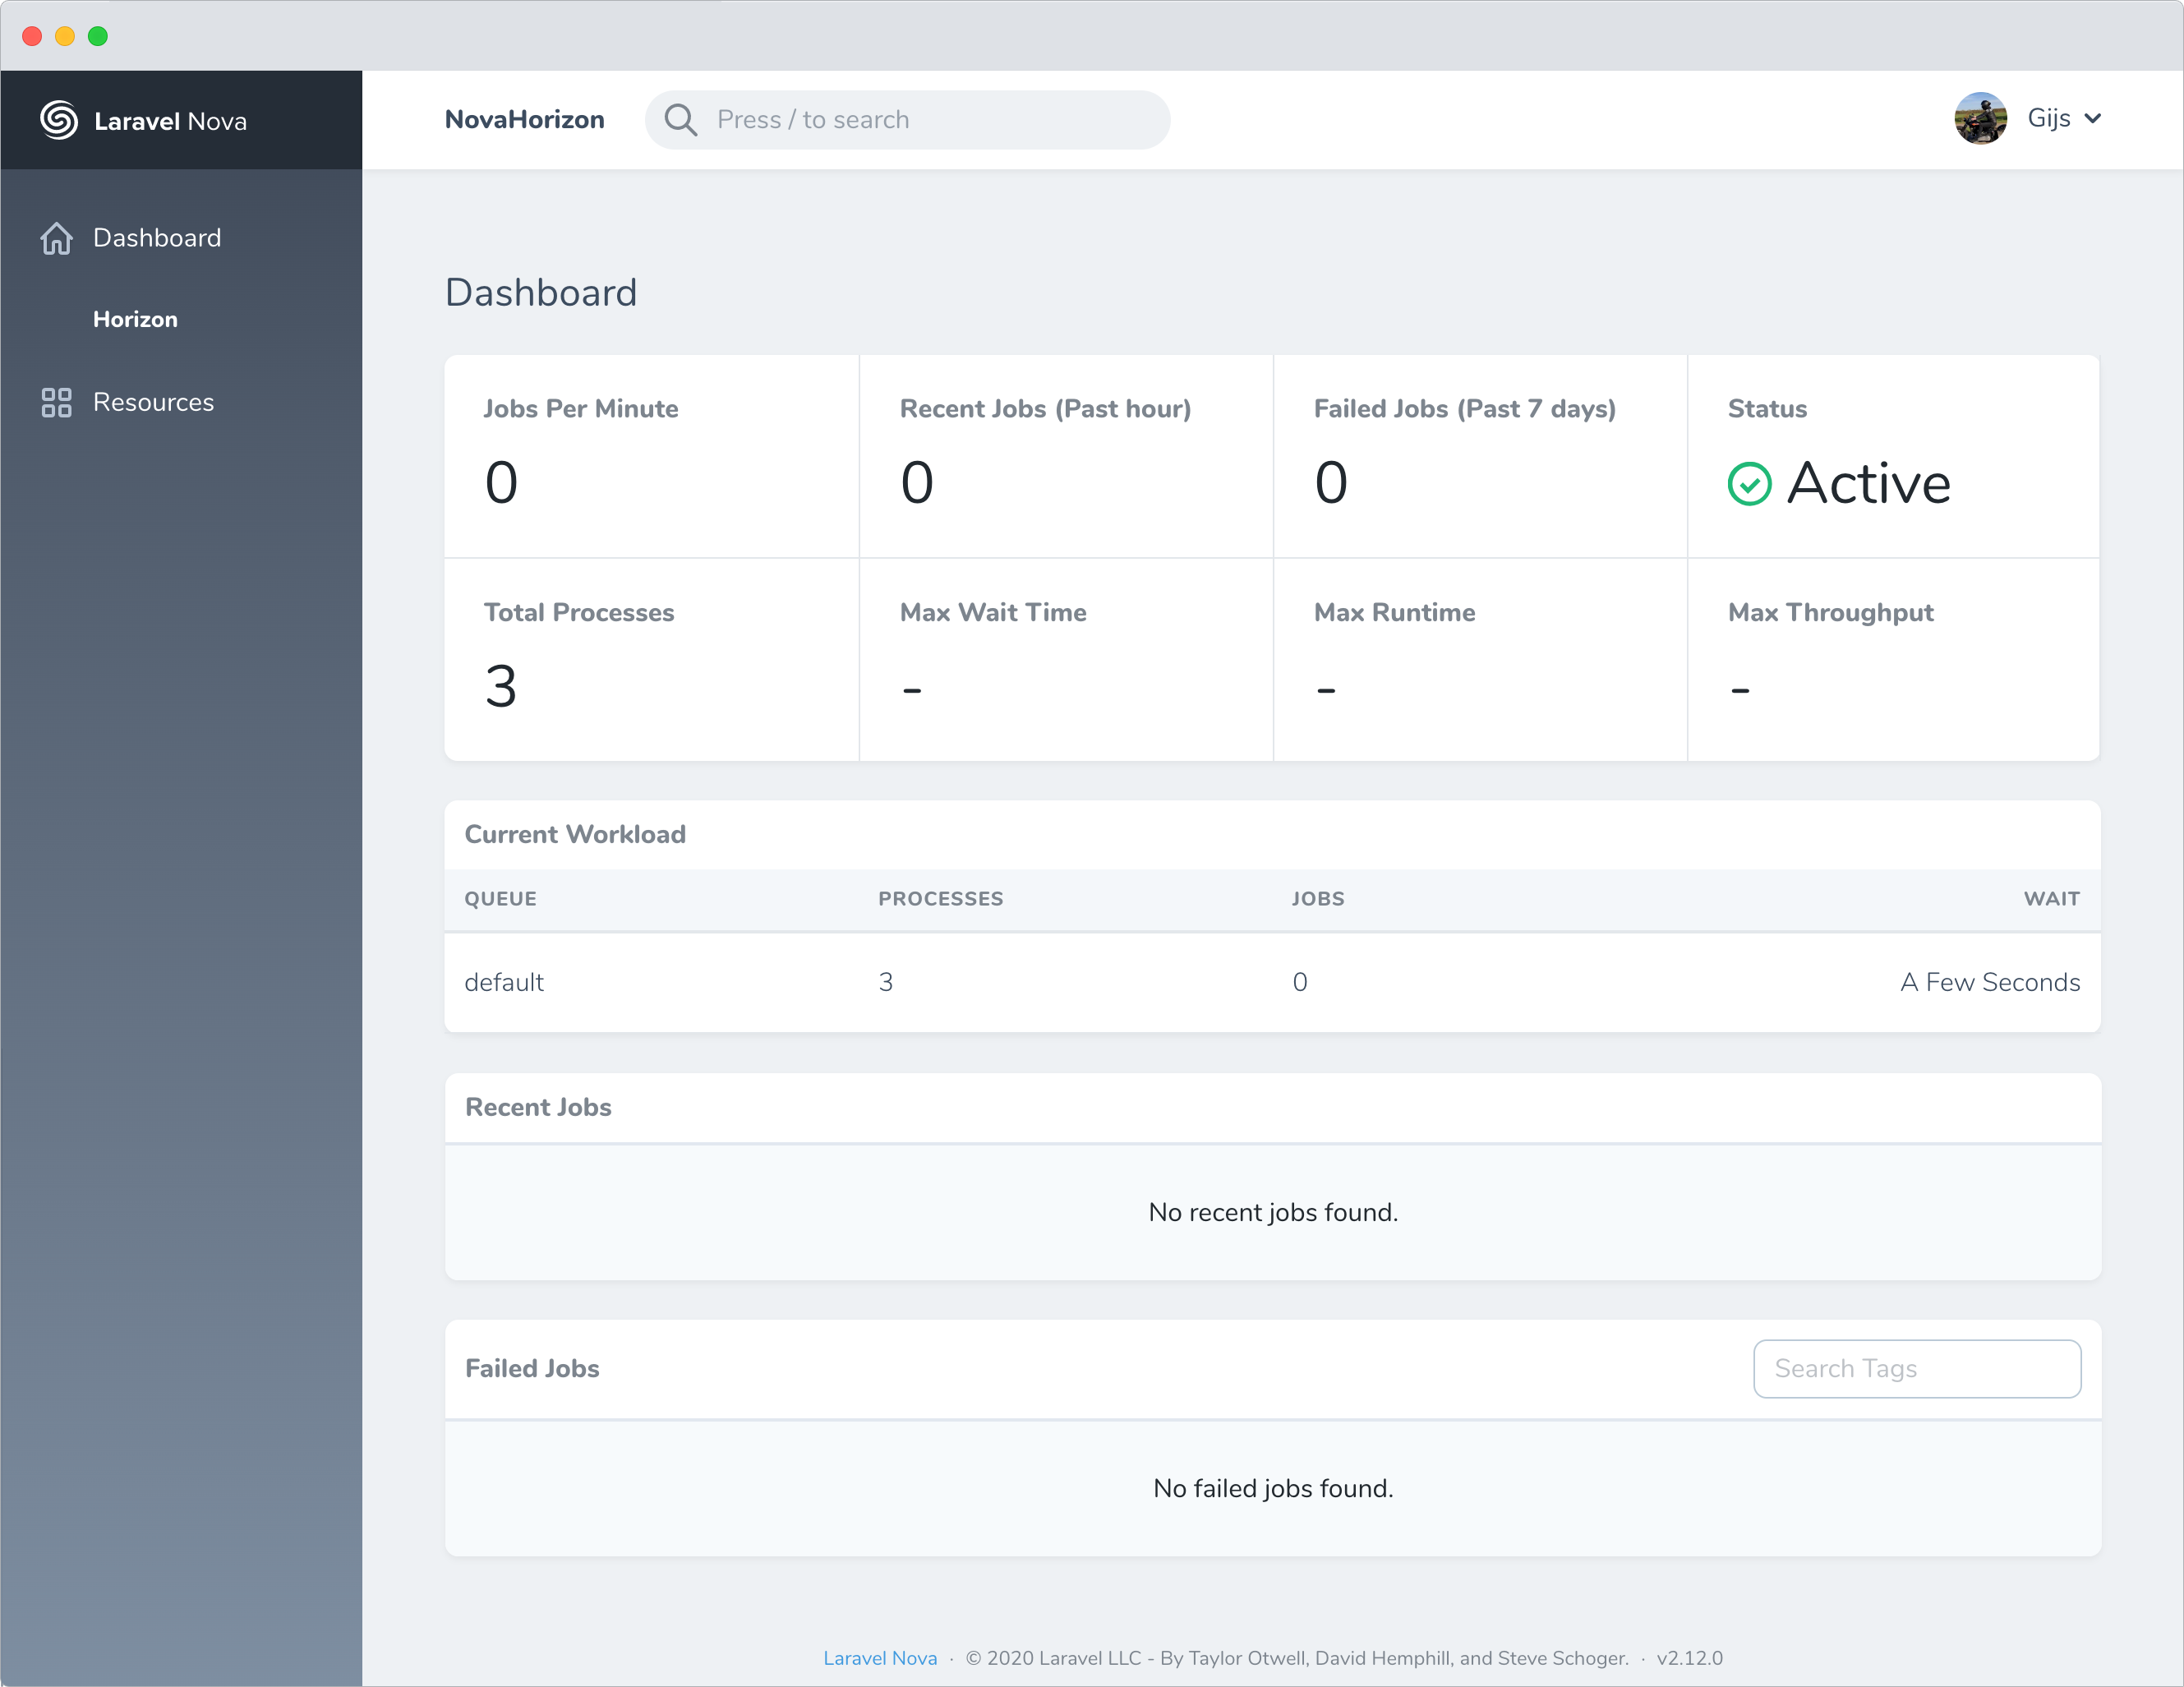 Laravel Nova
NovaHorizon
Press / to search
Gijs
Dashboard
Horizon
Resources
Dashboard
Jobs Per Minute
0
Recent Jobs (Past hour)
0
Failed Jobs (Past 7 days)
0
Status
Active
Total Processes
3
Max Wait Time
-
Max Runtime
-
Max Throughput
-
Current Workload
QUEUE PROCESSES JOBS WAIT
default 3 0 A Few Seconds
Recent Jobs
No recent jobs found.
Failed Jobs
Search Tags
No failed jobs found.
Laravel Nova · © 2020 Laravel LLC - By Taylor Otwell, David Hemphill, and Steve Schoger. · v2.12.0